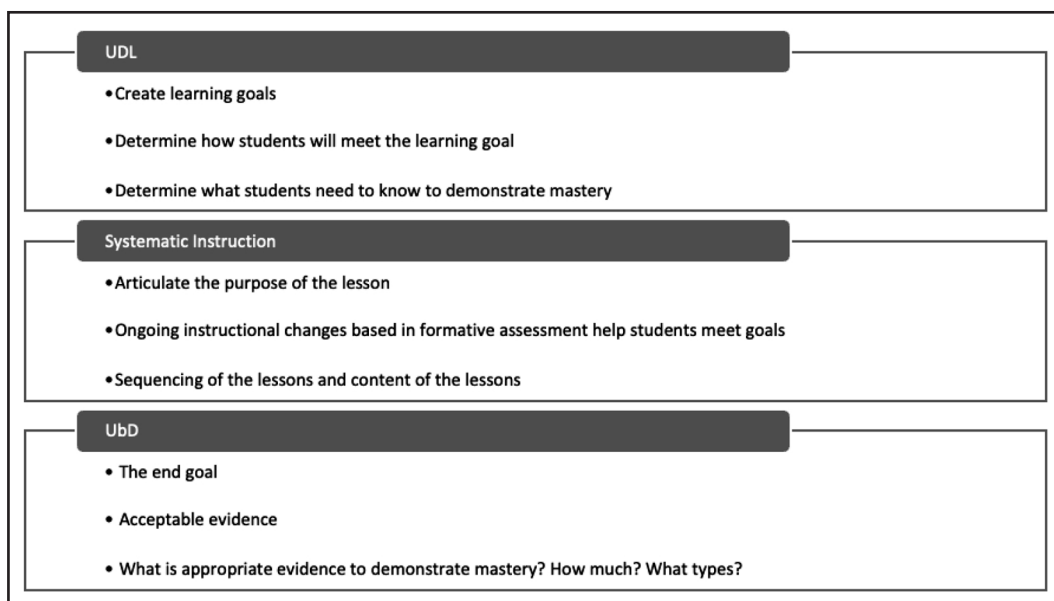 UDL
•Create learning goals
•Determine how students will meet the learning goal
•Determine what students need to know to demonstrate mastery
Systematic Instruction
•Articulate the purpose of the lesson
•Ongoing instructional changes based in formative assessment help students meet goals
•Sequencing of the lessons and content of the lessons
UbD
• The end goal
• Acceptable evidence
• What is appropriate evidence to demonstrate mastery? How much? What types?